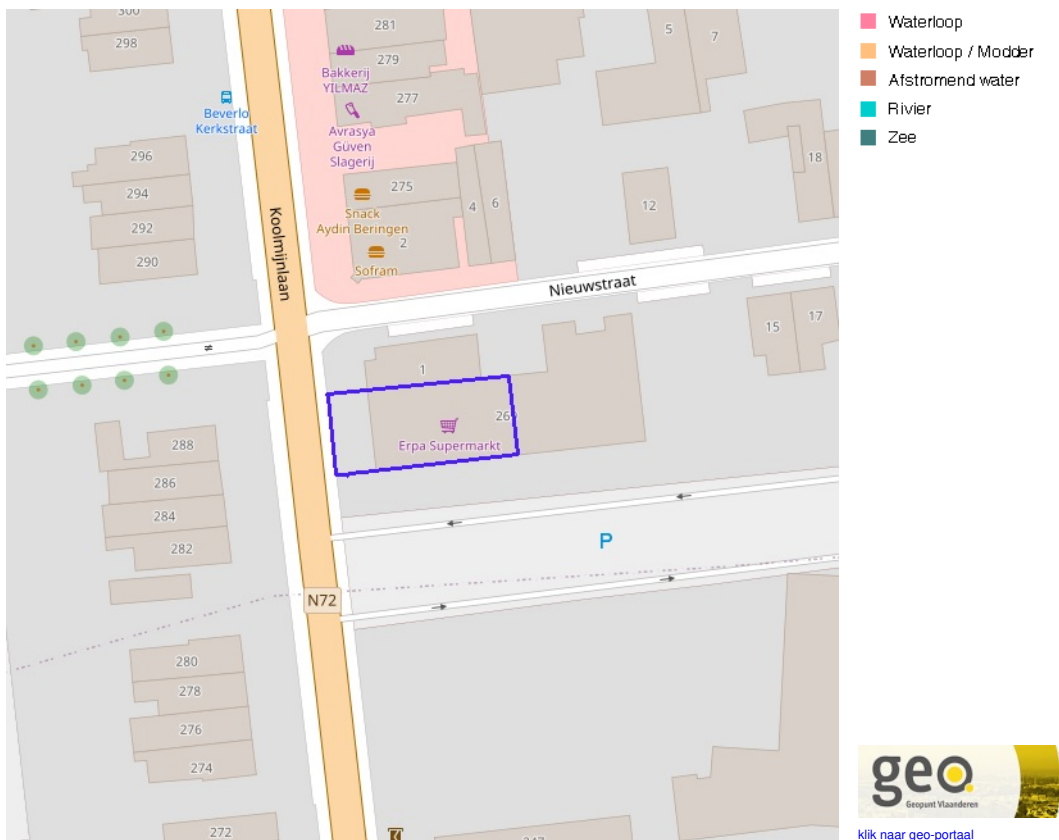 300
298
281
5
7
279
Bakkerij
YILMAZ
277
Beverlo
Kerkstraat
Avrasya
Güven
Slagerij
296
18
294
275
4
6
12
Snack
Aydin Beringen
292
2
290
Sofram
Koolmijnlaan
Nieuwstraat
15
17
1
26
Erpa Supermarkt
288
286
284
282
P
N72
280
278
276
274
272
Waterloop
Waterloop / Modder
Afstromend water
Rivier
Zee
geo.
Geopunt Vlaanderen
klik naar geo-portaal